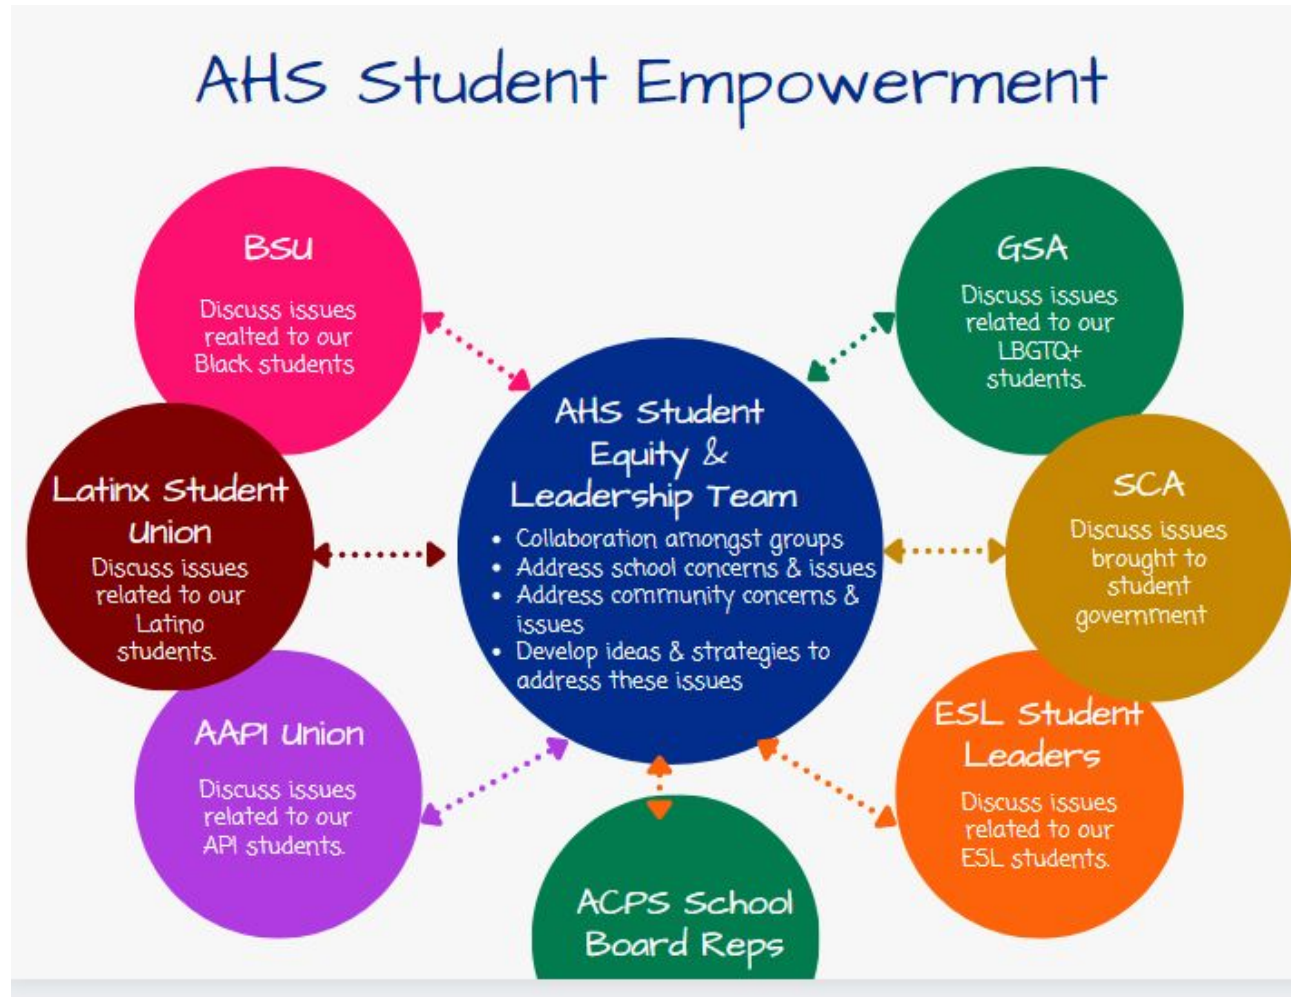 AHS Student Empowerment
BSU
Discuss issues
realted to our
Black students
GSA
Discuss issues
related to our
LBGTQ+
students.
Latinx Student
Union
Discuss issues
related to our
Latino
students.
AHS Student
Equity &
Leadership Team
• Collaboration amongst groups
• Address school concerns & issues
• Address community concerns &
issues
• Develop ideas & strategies to
address these issues
SCA
Discuss issues
brought to
student
government
AAPI Union
Discuss issues
related to our
API students.
ESL Student
Leaders
Discuss issues
related to our
ESL students.
ACPS School
Board Reps